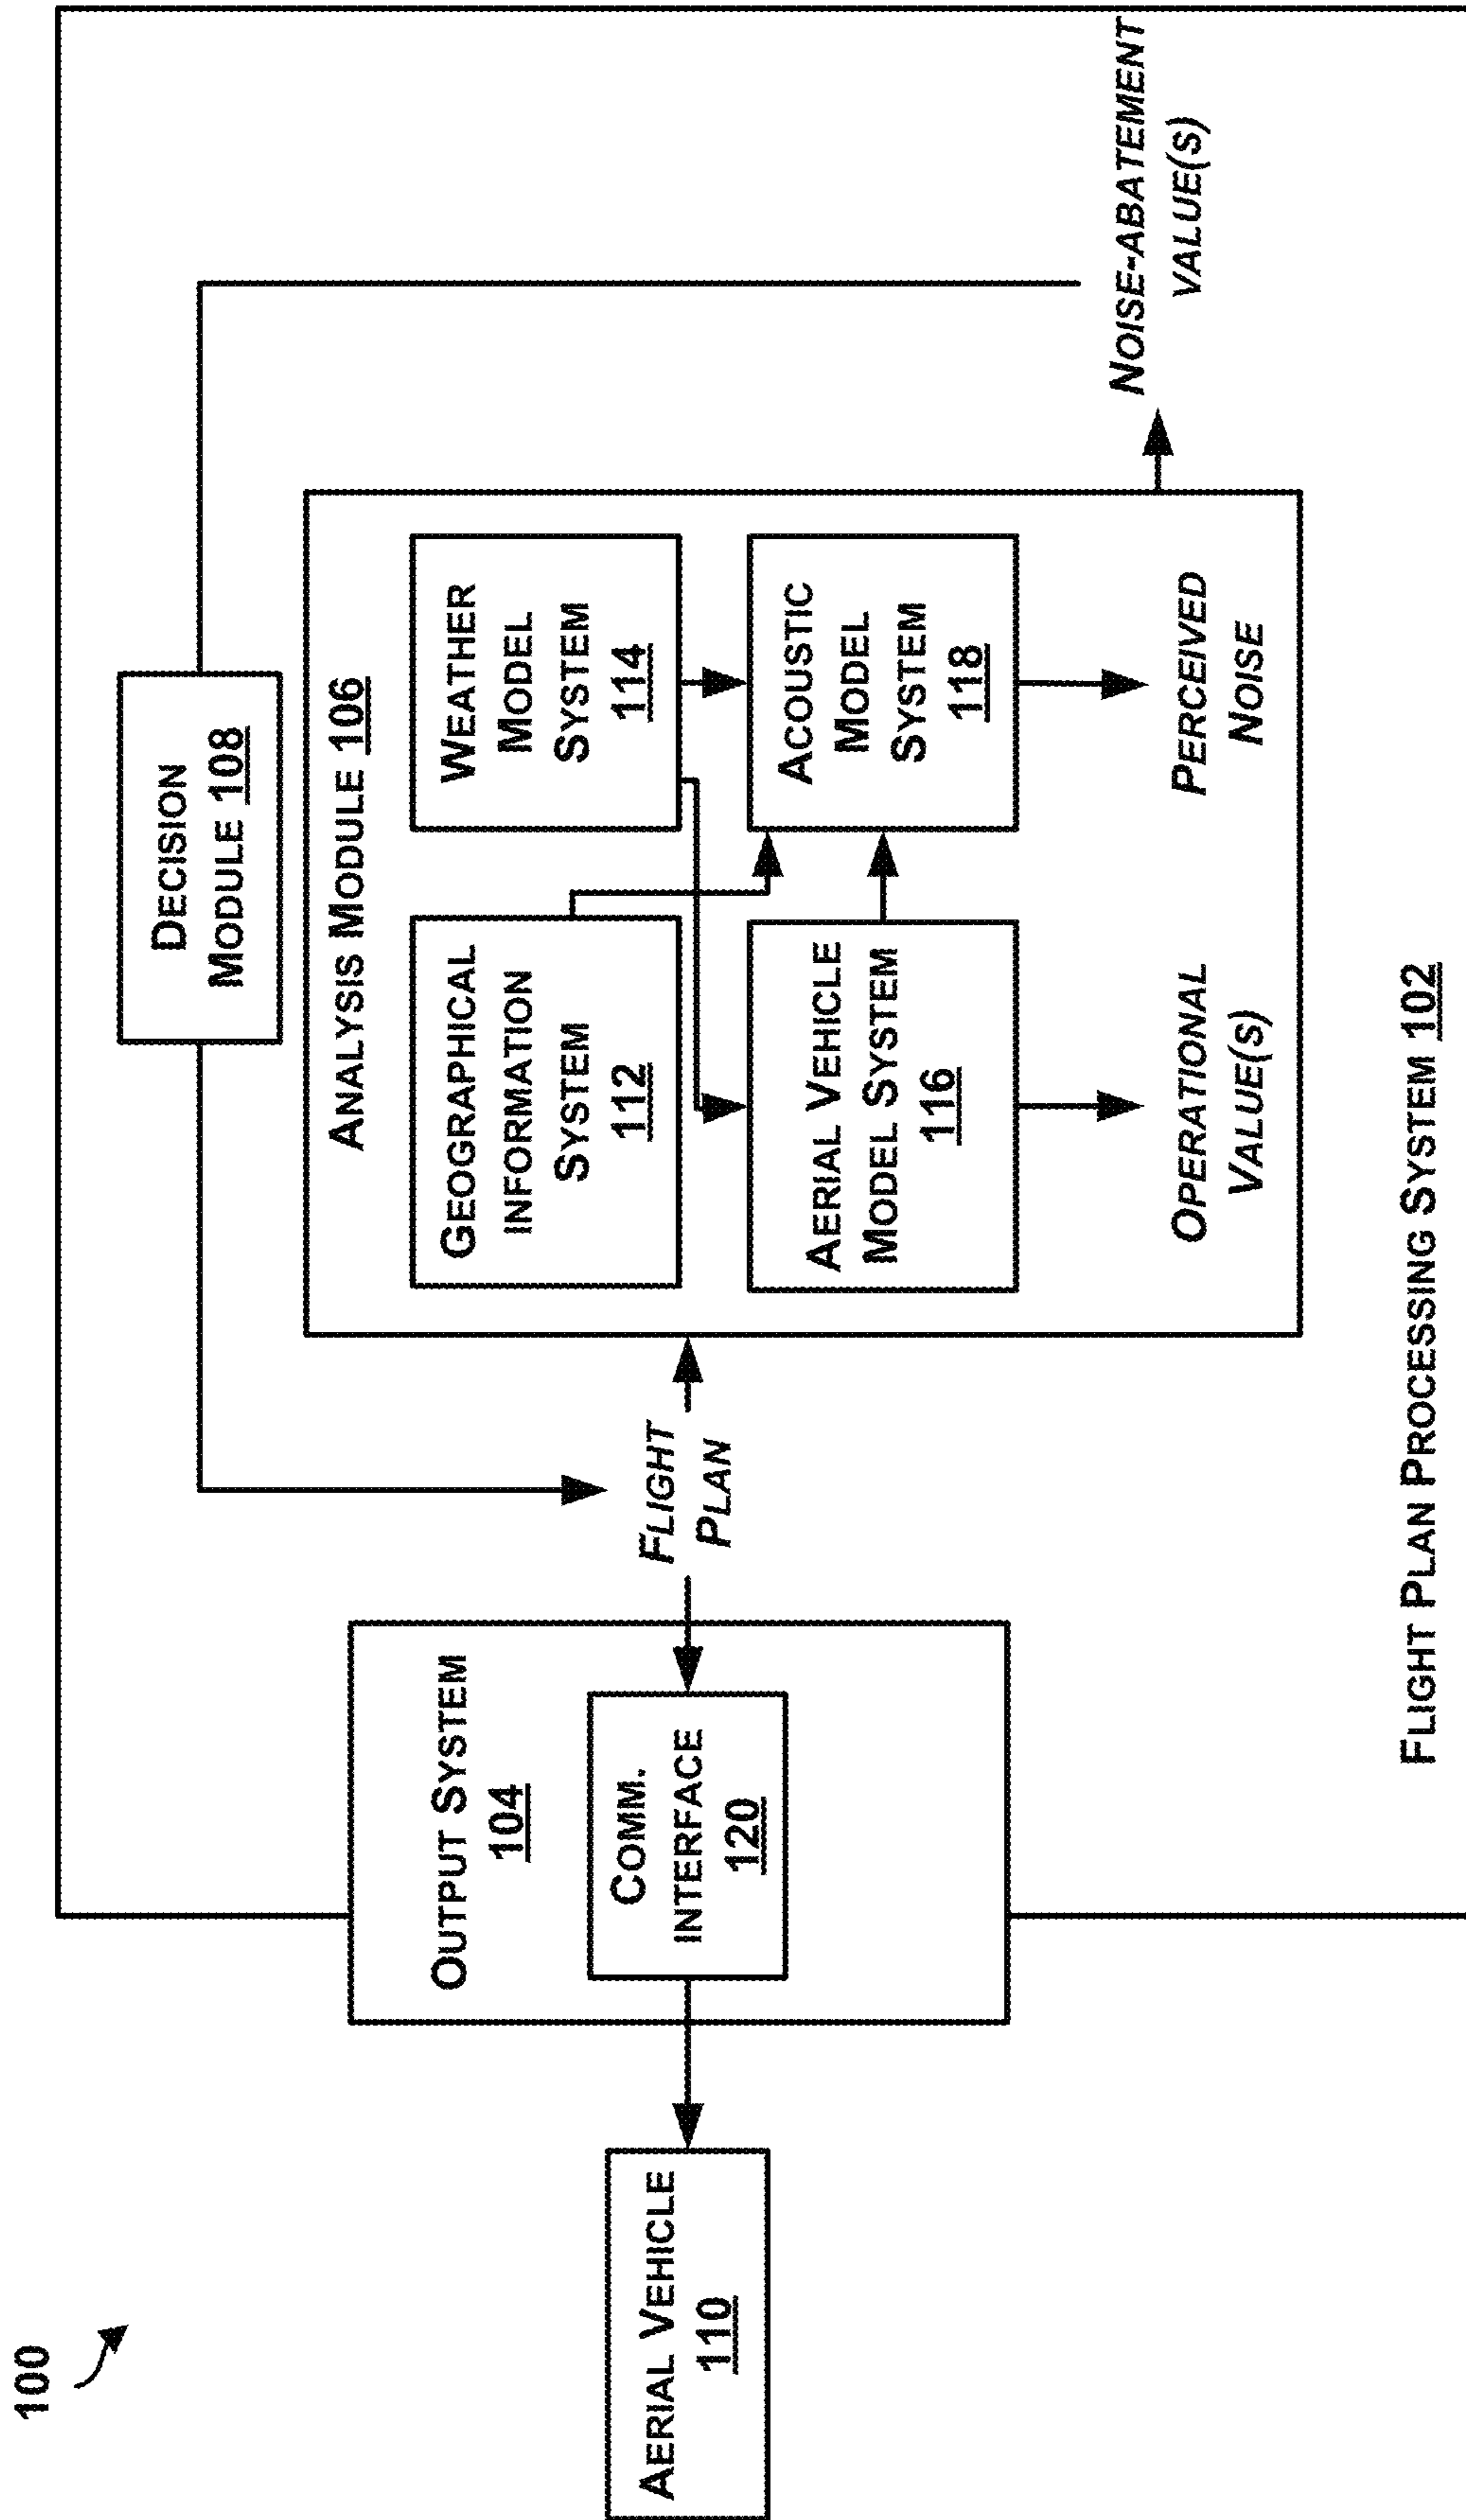 100
DECISION
MODULE 108
ANALYSIS MODULE 106
OUTPUT SYSTEM
104
GEOGRAPHICAL
INFORMATION
SYSTEM
112
WEATHER
MODEL
SYSTEM
114
AERIAL VEHICLE
110
COMM.
INTERFACE
120
FLIGHT
PLAN
AERIAL VEHICLE
MODEL SYSTEM
116
ACOUSTIC
MODEL
SYSTEM
118
OPERATIONAL
VALUE(S)
PERCEIVED
NOISE
NOISE-ABATEMENT
VALUE(S)
FLIGHT PLAN PROCESSING SYSTEM 102